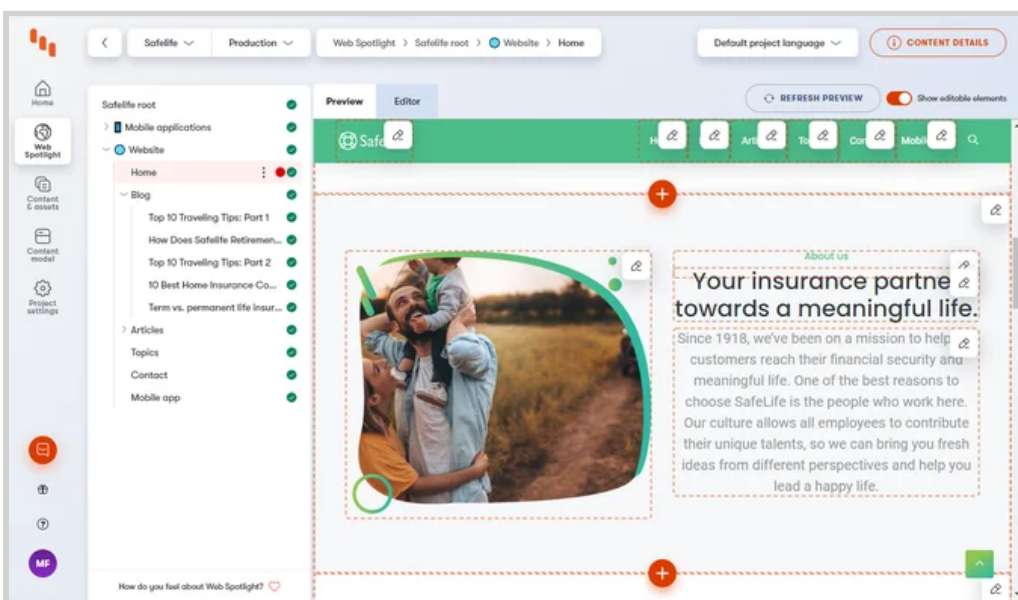 Safelife
Production
Web Spotlight > Safelife root > Website > Home
Default project language
CONTENT DETAILS
Home
Web
Spotlight
Content
& assets
Content
model
Project
settings
MF
Safelife root
Mobile applications
Website
Home
Blog
Top 10 Traveling Tips: Part 1
How Does Safelife Retiremen...
Top 10 Traveling Tips: Part 2
10 Best Home Insurance Co...
Term vs. permanent life insur...
Articles
Topics
Contact
Mobile app
How do you feel about Web Spotlight?
Preview
Editor
REFRESH PREVIEW
Show editable elements
Safe
About us
Your insurance partne
towards a meaningful life.
Since 1918, we've been on a mission to help
customers reach their financial security and
meaningful life. One of the best reasons to
choose SafeLife is the people who work here.
Our culture allows all employees to contribute
their unique talents, so we can bring you fresh
ideas from different perspectives and help you
lead a happy life.